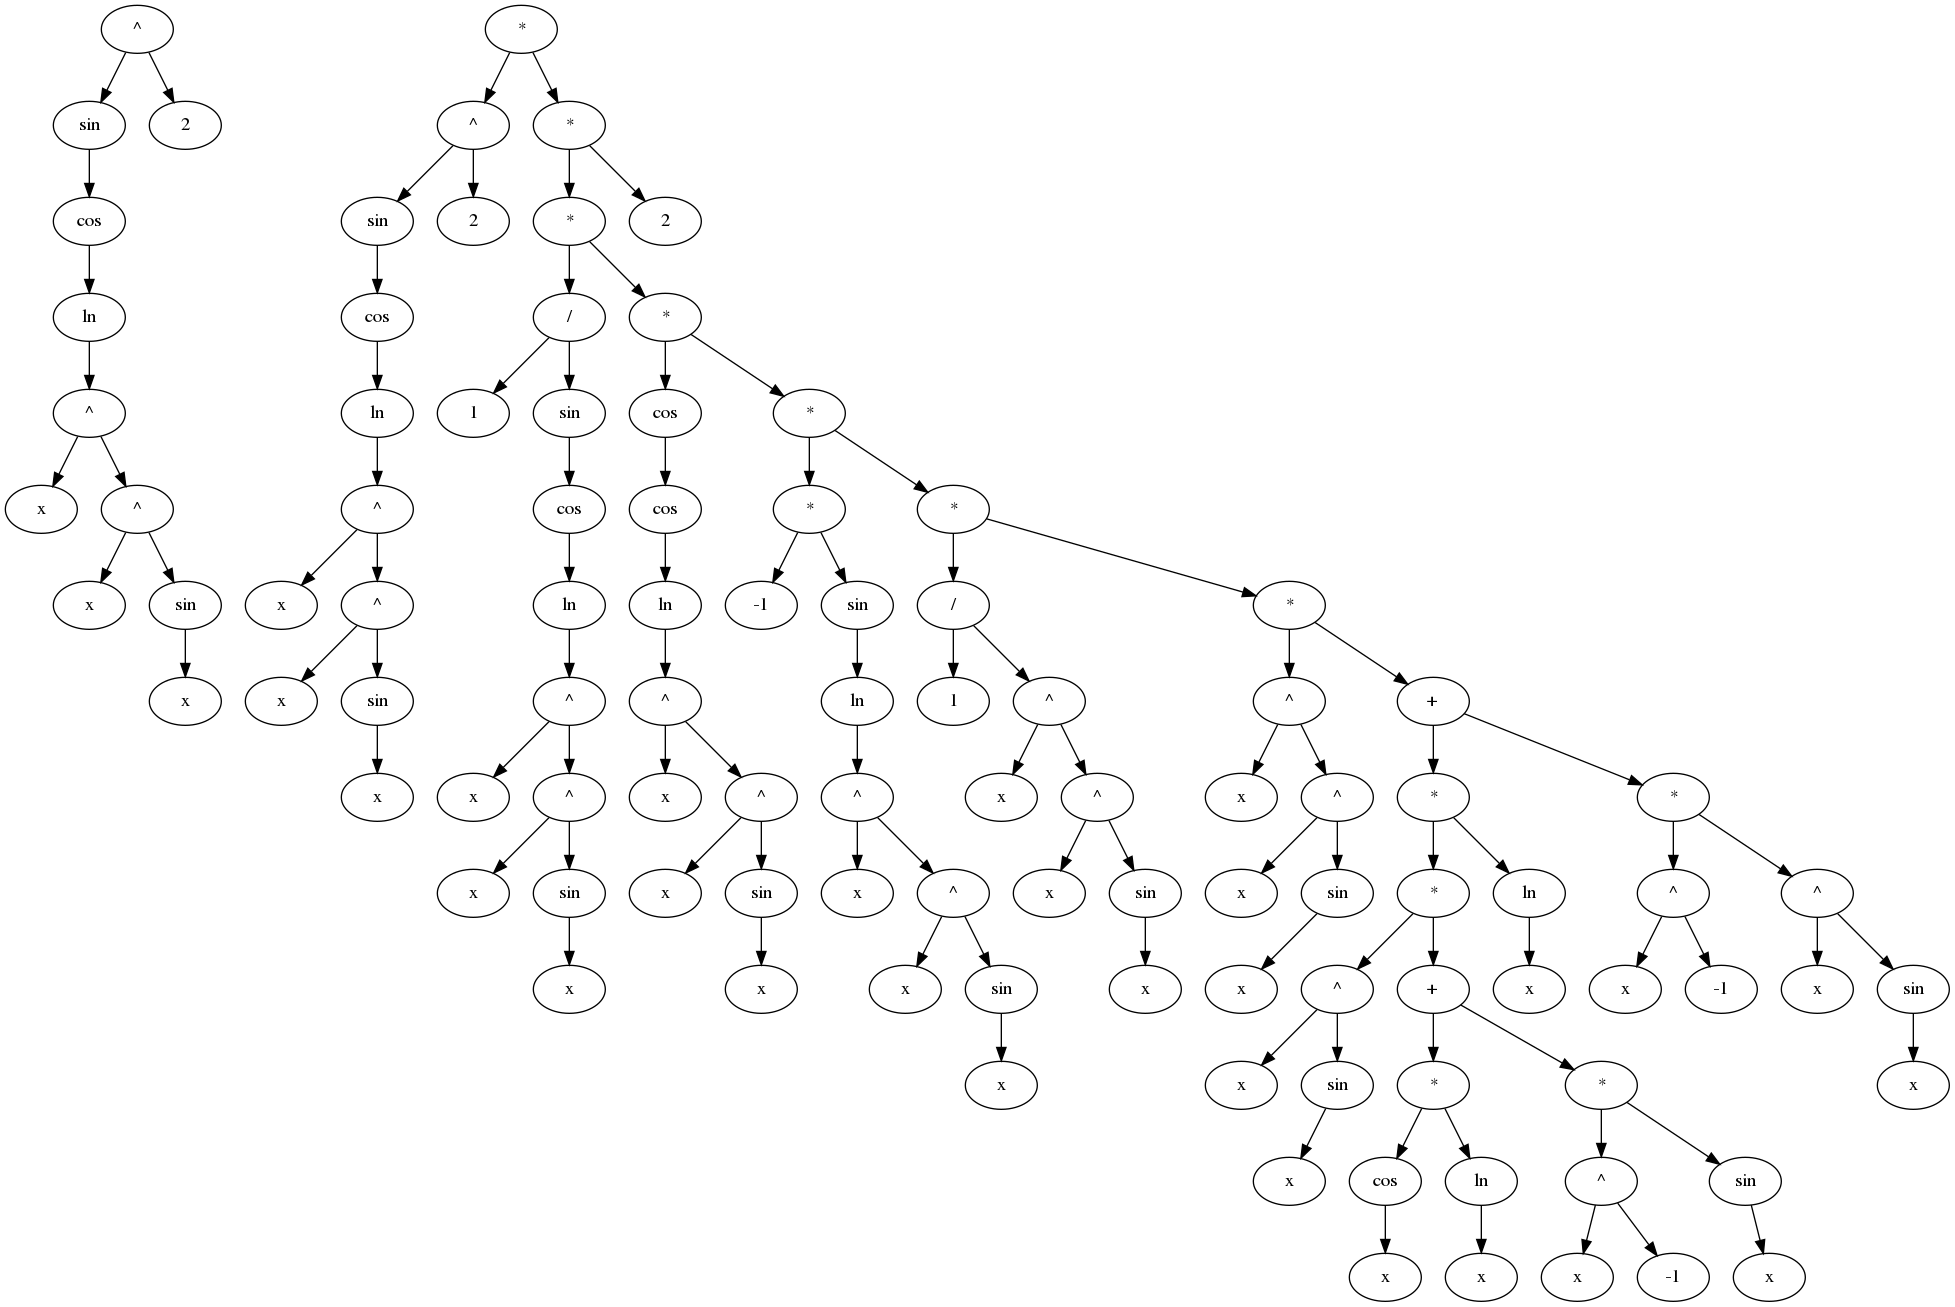 ^ *
sin 2 ^ *
cos sin 2 * 2
ln cos / *
^ ln 1 sin cos *
x ^ ^ cos cos * *
x sin x ^ ln ln -1 sin / *
x x sin ^ ^ ln 1 ^ ^ +
x x ^ x ^ ^ x ^ x ^ * *
x sin x sin x ^ x sin x sin * ln ^ ^
x x x sin x x ^ + x x -1 x sin
x x sin * * x
x cos ln ^ sin
x x x -1 x